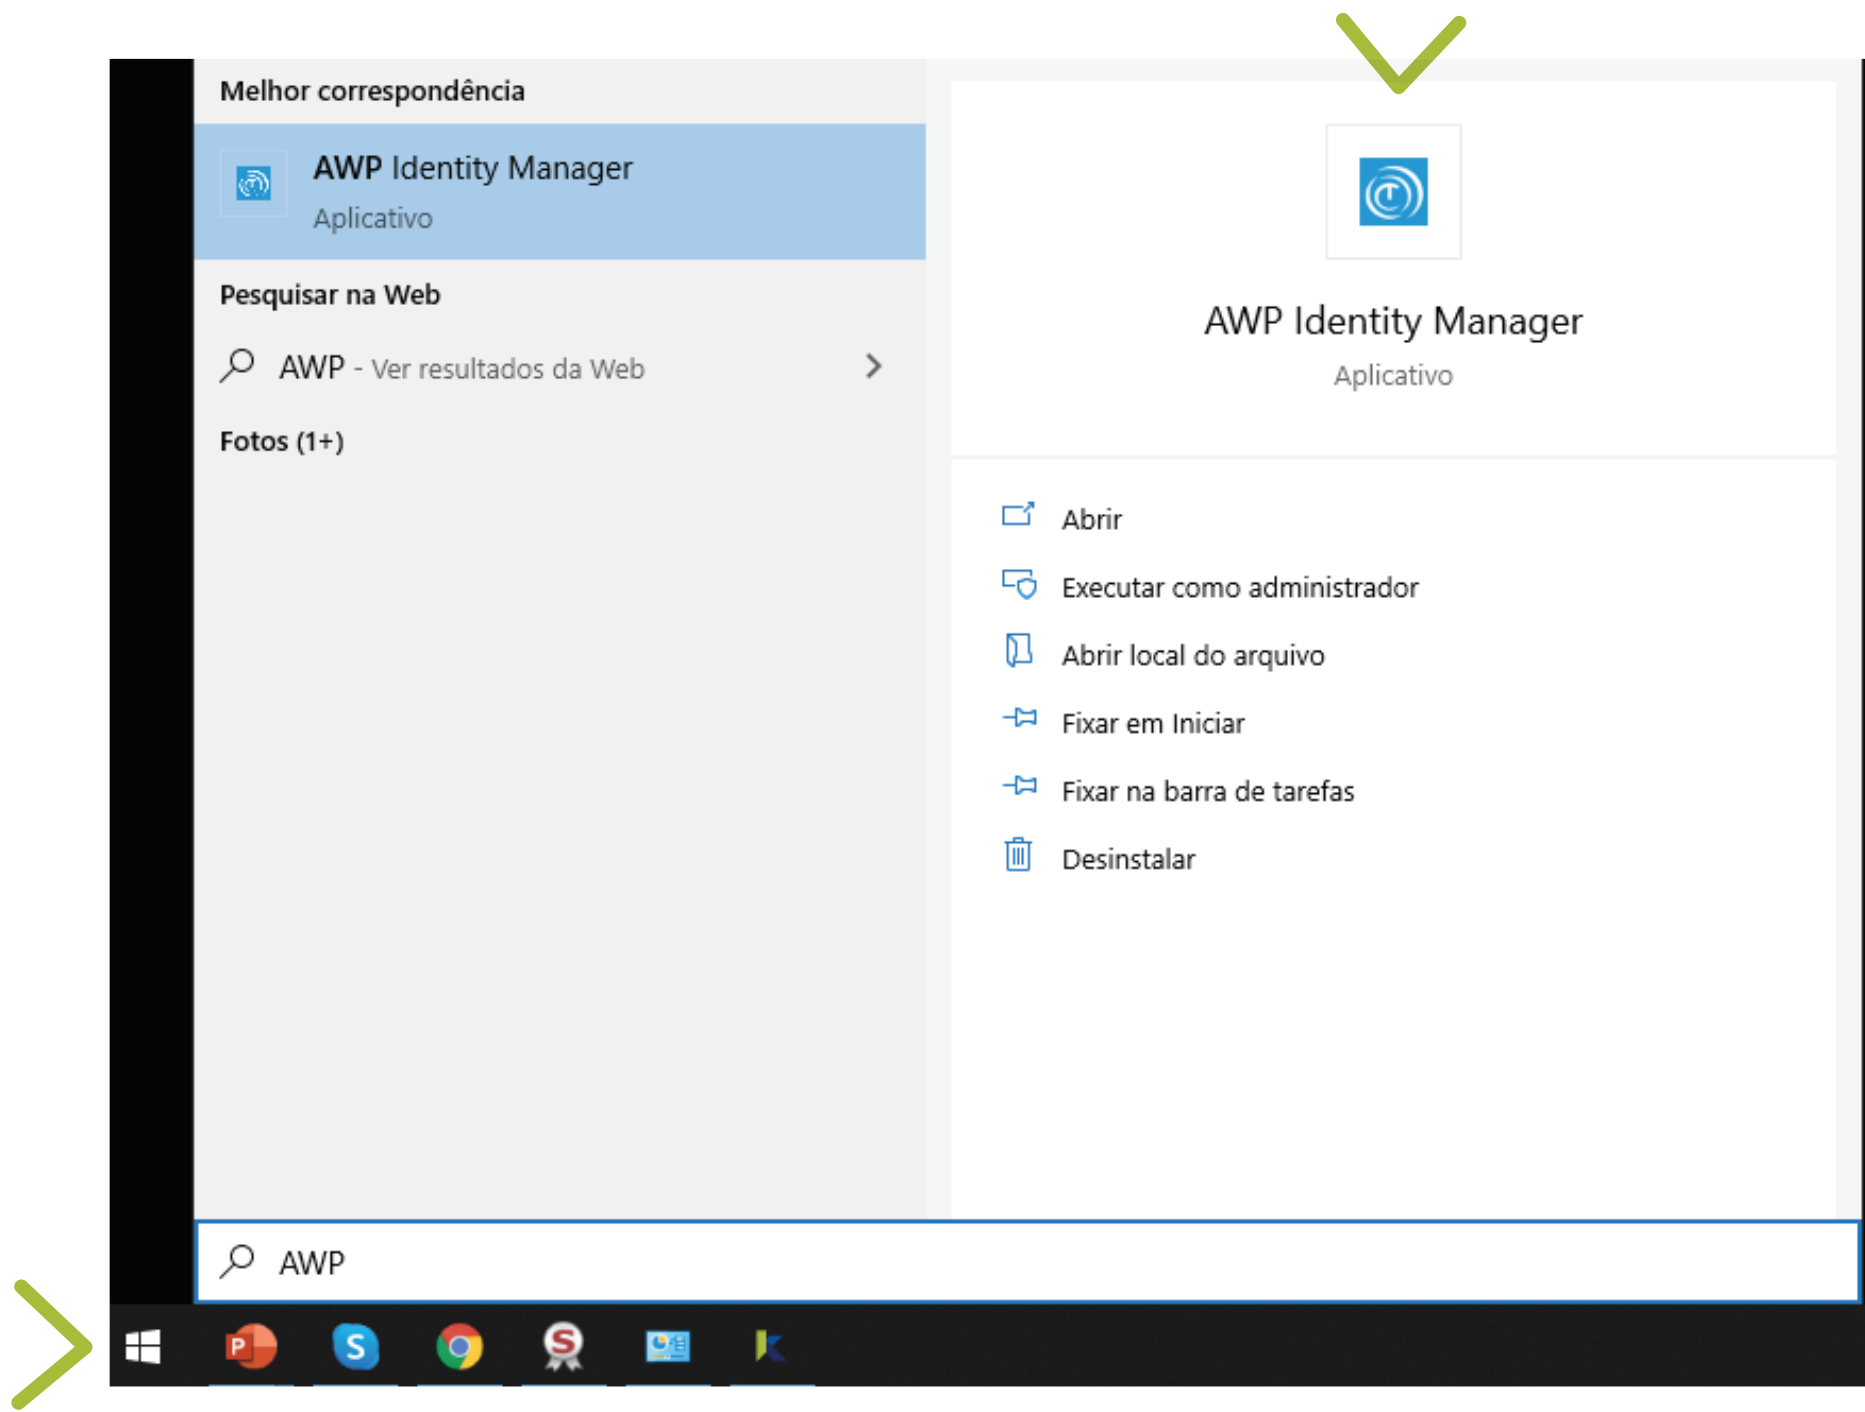 Melhor correspondência
AWP Identity Manager
Aplicativo
Pesquisar na Web
AWP - Ver resultados da Web
Fotos (1+)
AWP Identity Manager
Aplicativo
Abrir
Executar como administrador
Abrir local do arquivo
Fixar em Iniciar
Fixar na barra de tarefas
Desinstalar
AWP
P
S
S